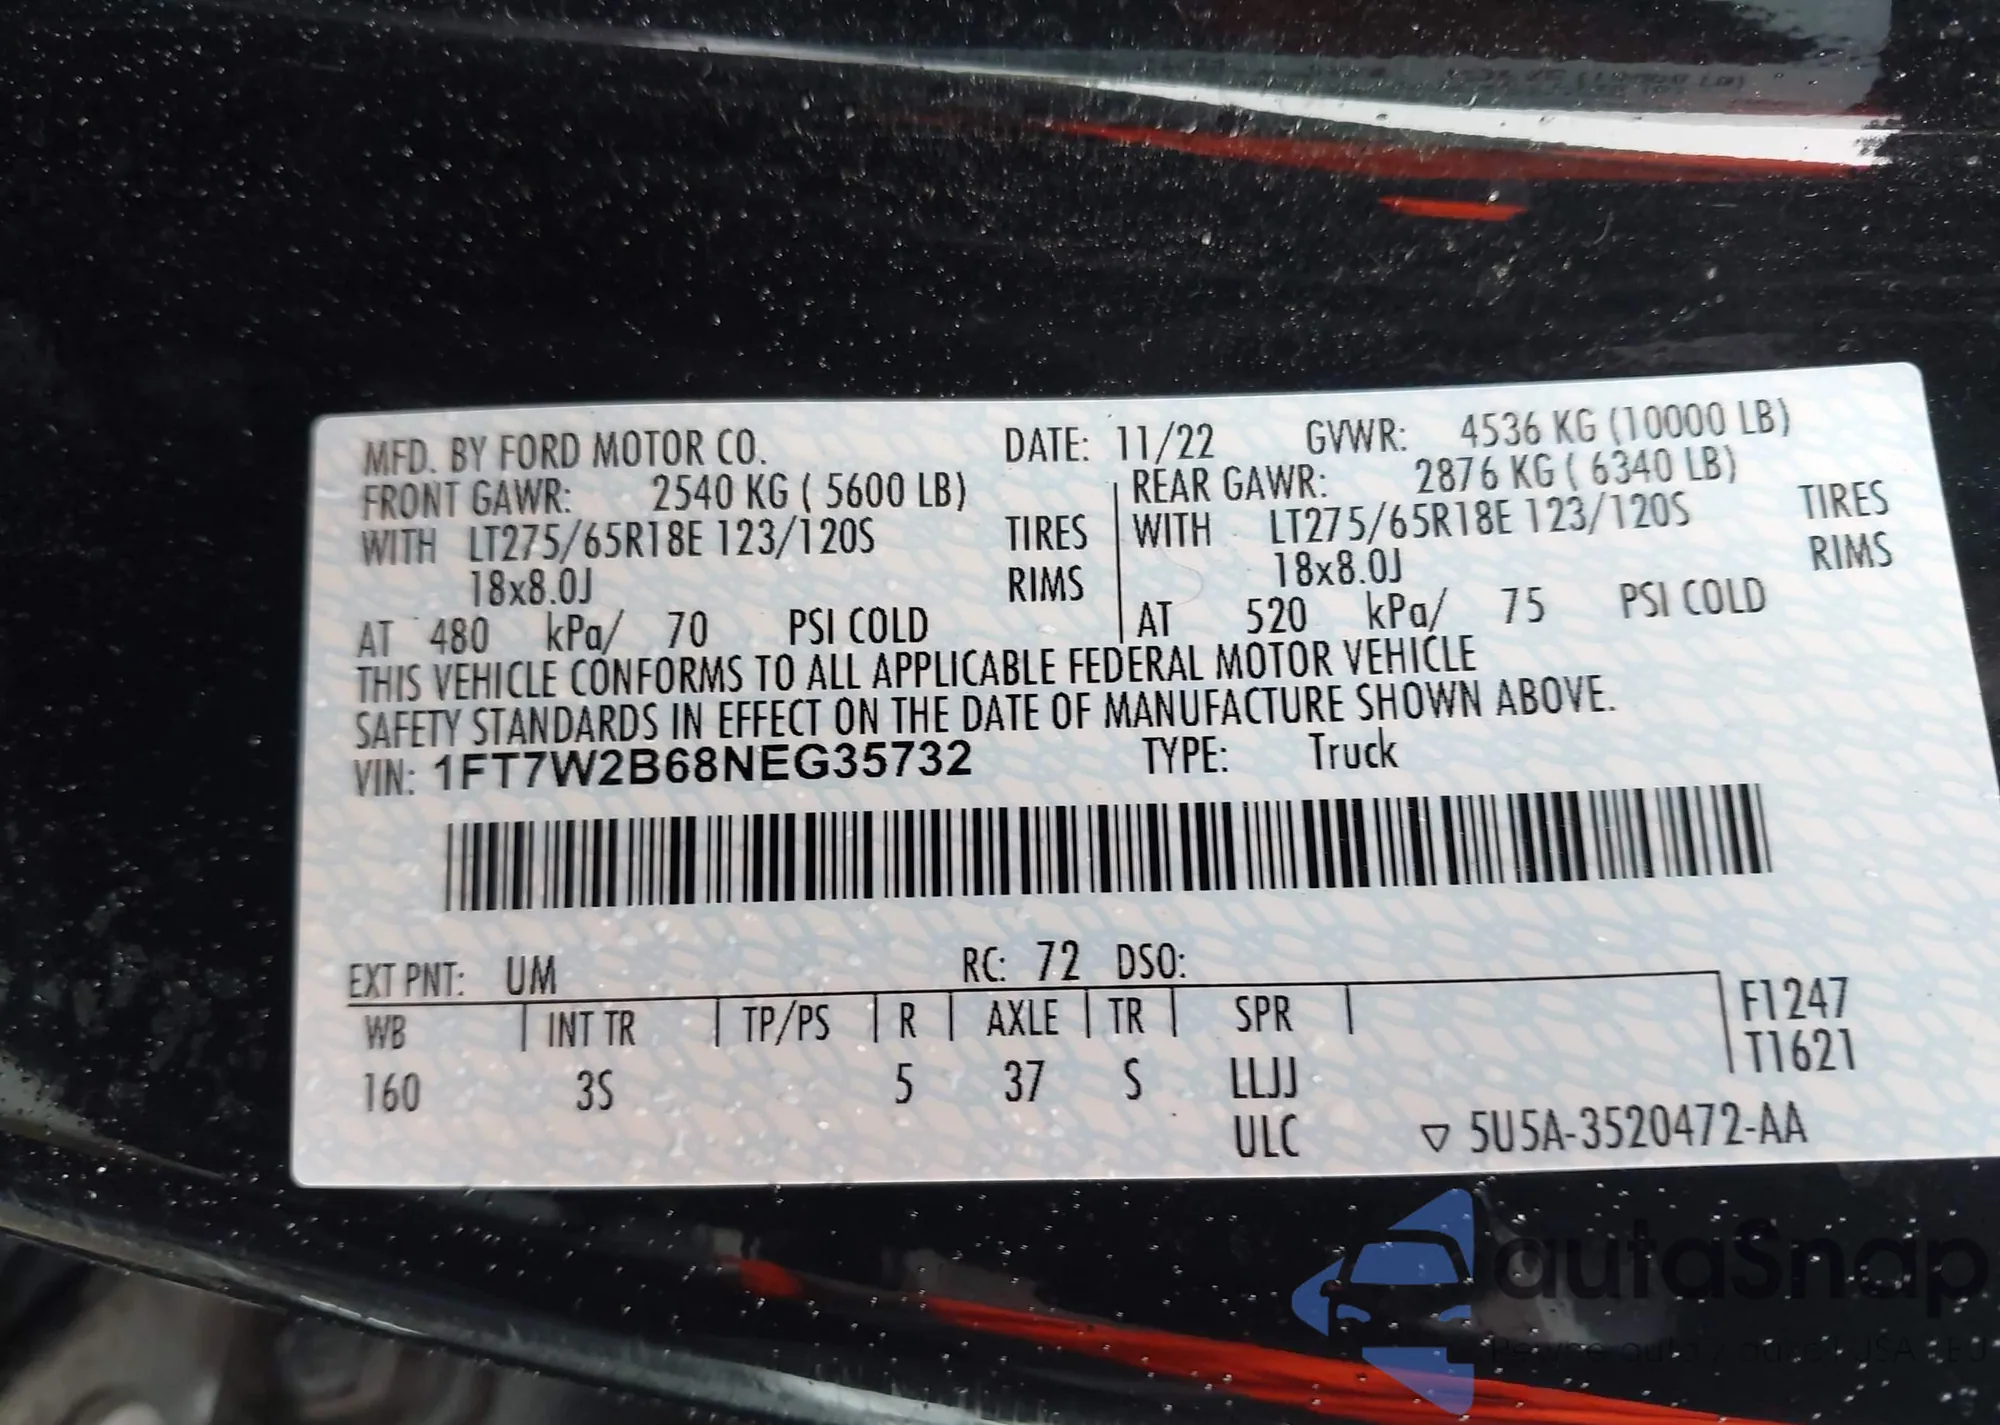 MFD. BY FORD MOTOR CO. DATE: 11/22 GVWR: 4536 KG (10000 LB)
FRONT GAWR: 2540 KG ( 5600 LB) REAR GAWR: 2876 KG ( 6340 LB)
WITH LT275/65R18E 123/120S TIRES WITH LT275/65R18E 123/120S TIRES
18x8.0J RIMS 18x8.0J RIMS
AT 480 kPa/ 70 PSI COLD AT 520 kPa/ 75 PSI COLD
THIS VEHICLE CONFORMS TO ALL APPLICABLE FEDERAL MOTOR VEHICLE
SAFETY STANDARDS IN EFFECT ON THE DATE OF MANUFACTURE SHOWN ABOVE.
VIN: 1FT7W2B68NEG35732 TYPE: Truck
EXT PNT: UM RC: 72 DSO:
WB INT TR TP/PS R AXLE TR SPR F1247
T1621
160 3S 5 37 S LLJJ
ULC ▽ 5U5A-3520472-AA
autoSnap